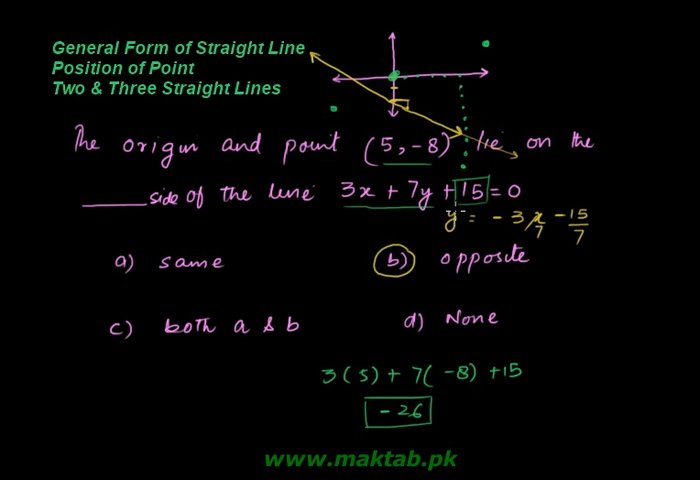 General Form of Straight Line
Position of Point
Two & Three Straight Lines
The origin and point (5, -8) lie on the
______ side of the line 3x + 7y + 15 = 0
y = - 3x/7 - 15/7
a) same
b) opposite
c) both a & b
d) None
3(5) + 7(-8) + 15
-26
www.maktab.pk